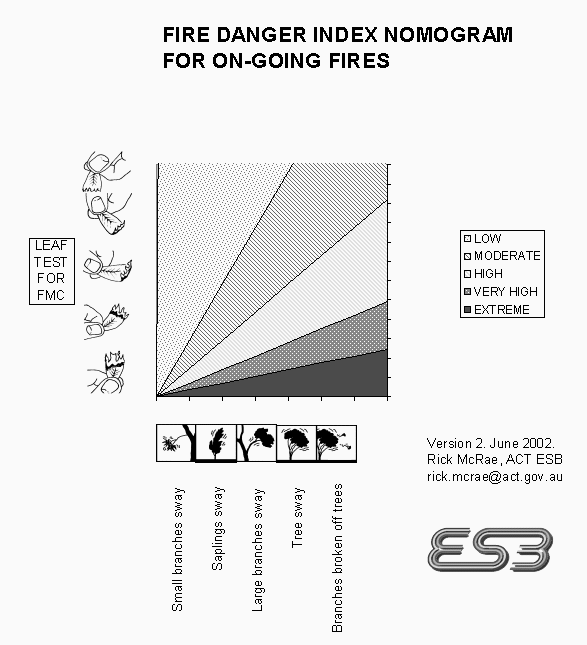 FIRE DANGER INDEX NOMOGRAM
FOR ON-GOING FIRES
LEAF
TEST
FOR
FMC
LOW
MODERATE
HIGH
VERY HIGH
EXTREME
Small branches sway
Saplings sway
Large branches sway
Tree sway
Branches broken off trees
Version 2. June 2002.
Rick McRae, ACT ESB
rick.mcrae@act.gov.au
ESB